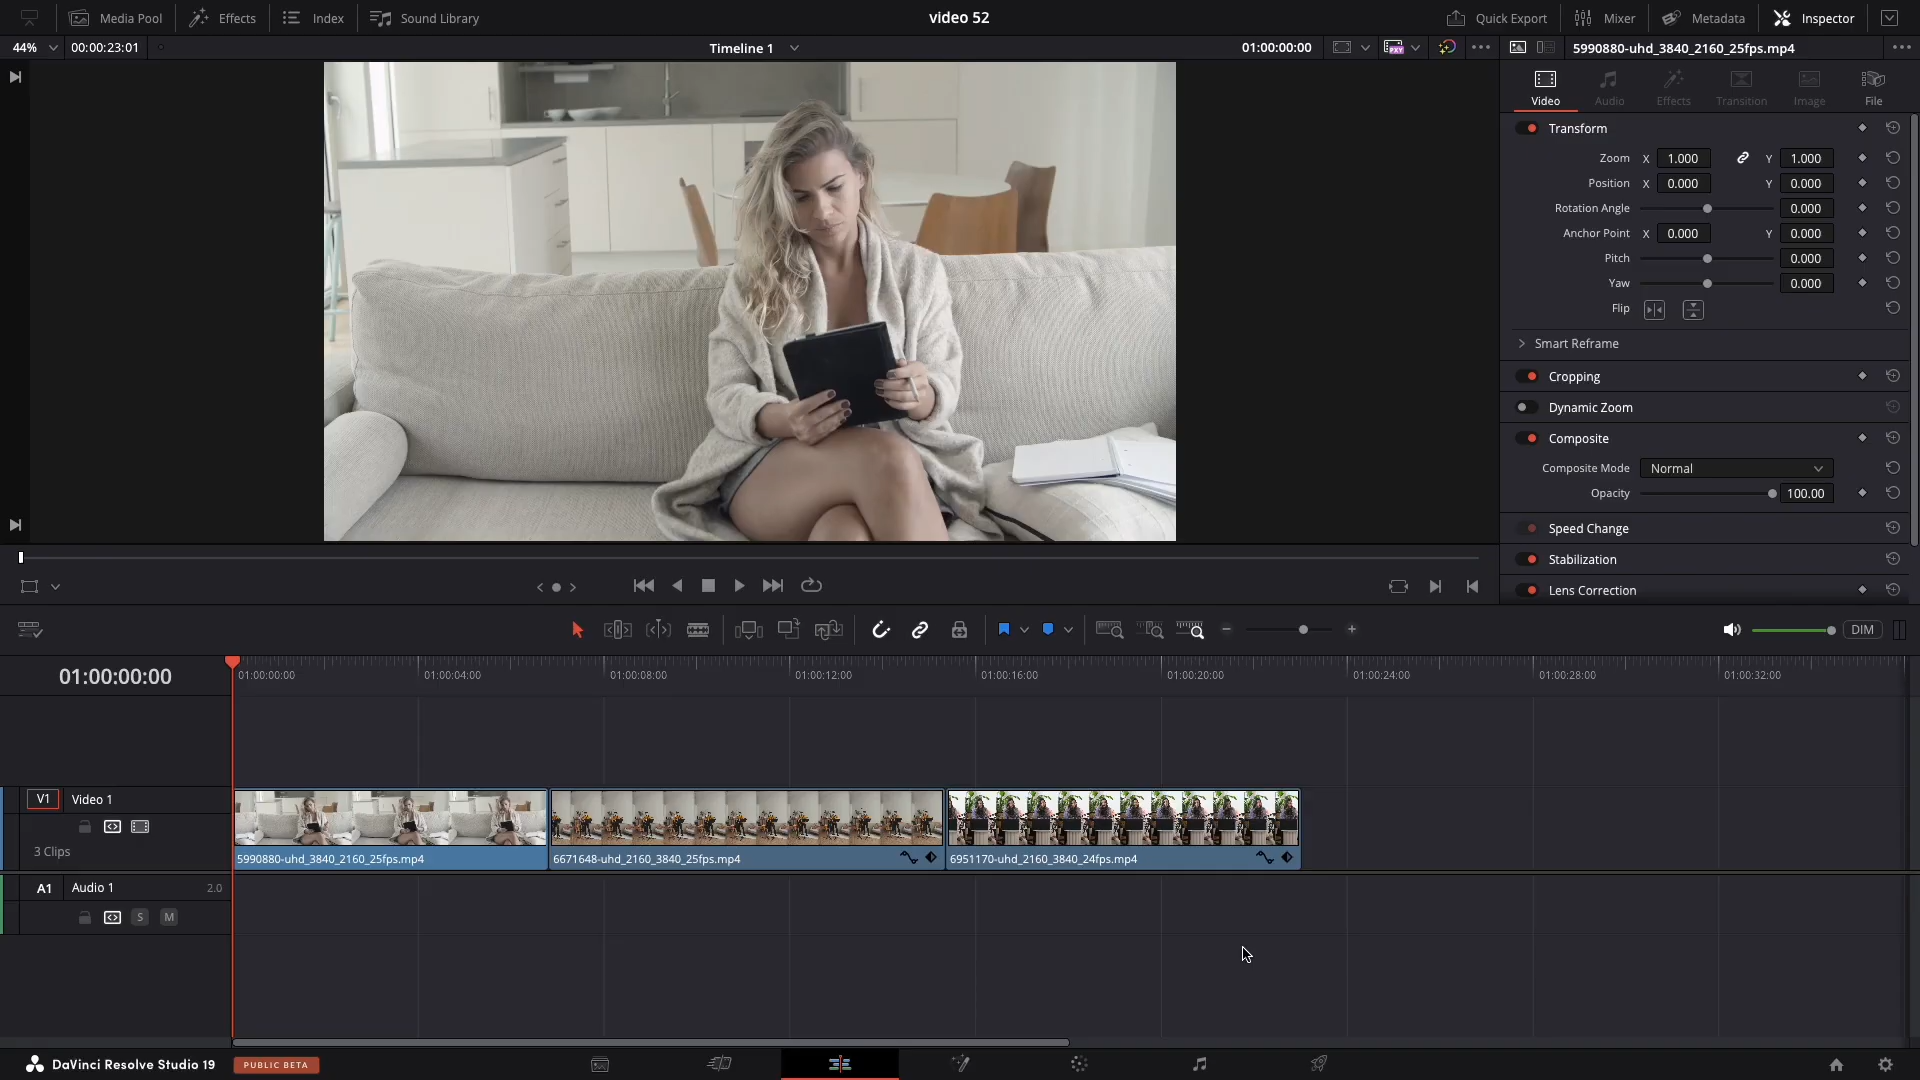 Media Pool Effects Index Sound Library video 52 Quick Export Mixer Metadata Inspector
44% 00:00:23:01 Timeline 1 01:00:00:00 PXY 5990880-uhd_3840_2160_25fps.mp4
Video Audio Effects Transition Image File
Transform
Zoom X 1.000 Y 1.000
Position X 0.000 Y 0.000
Rotation Angle 0.000
Anchor Point X 0.000 Y 0.000
Pitch 0.000
Yaw 0.000
Flip
Smart Reframe
Cropping
Dynamic Zoom
Composite
Composite Mode Normal
Opacity 100.00
Speed Change
Stabilization
Lens Correction
DIM
01:00:00:00 01:00:00:00 01:00:04:00 01:00:08:00 01:00:12:00 01:00:16:00 01:00:20:00 01:00:24:00 01:00:28:00 01:00:32:00
V1 Video 1
3 Clips
5990880-uhd_3840_2160_25fps.mp4 6671648-uhd_2160_3840_25fps.mp4 6951170-uhd_2160_3840_24fps.mp4
A1 Audio 1 2.0
S M
DaVinci Resolve Studio 19 PUBLIC BETA